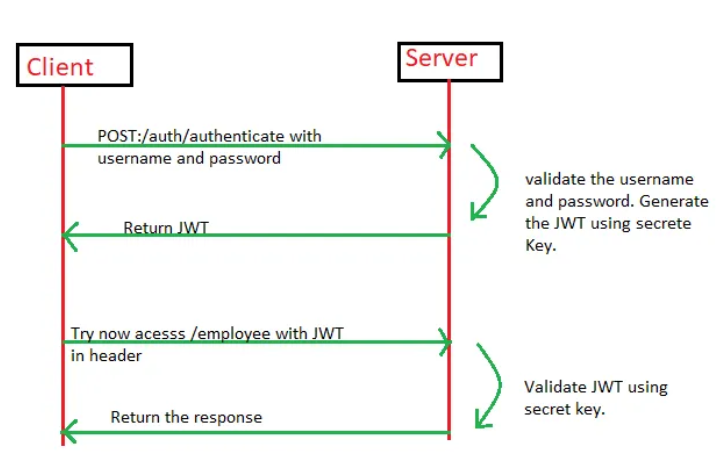 Client
Server
POST:/auth/authenticate with
username and password
validate the username
and password. Generate
the JWT using secrete
Key.
Return JWT
Try now acesss /employee with JWT
in header
Validate JWT using
secret key.
Return the response